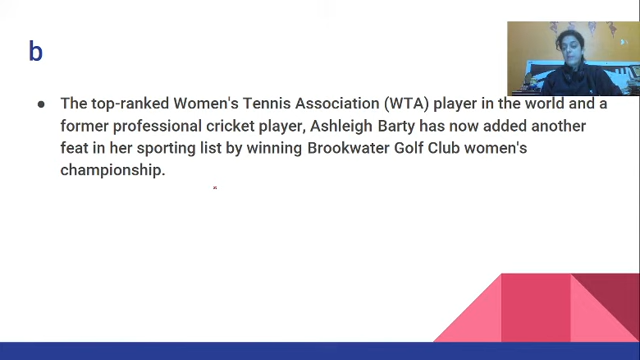 b
● The top-ranked Women's Tennis Association (WTA) player in the world and a
former professional cricket player, Ashleigh Barty has now added another
feat in her sporting list by winning Brookwater Golf Club women's
championship.